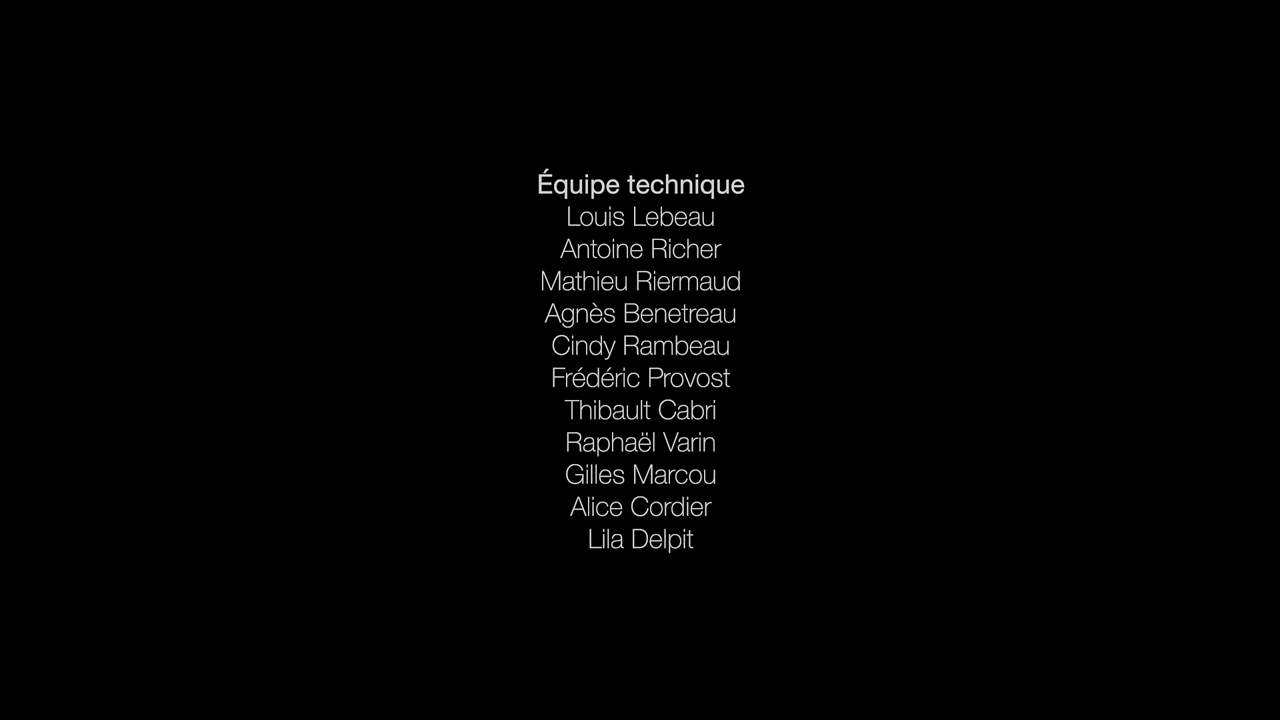 Équipe technique
Louis Lebeau
Antoine Richer
Mathieu Riermaud
Agnès Benetreau
Cindy Rambeau
Frédéric Provost
Thibault Cabri
Raphaël Varin
Gilles Marcou
Alice Cordier
Lila Delpit